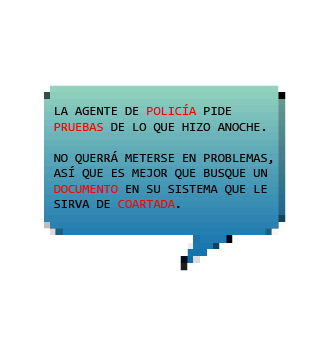 LA AGENTE DE POLICÍA PIDE
PRUEBAS DE LO QUE HIZO ANOCHE.
NO QUERRÁ METERSE EN PROBLEMAS,
ASÍ QUE ES MEJOR QUE BUSQUE UN
DOCUMENTO EN SU SISTEMA QUE LE
SIRVA DE COARTADA.